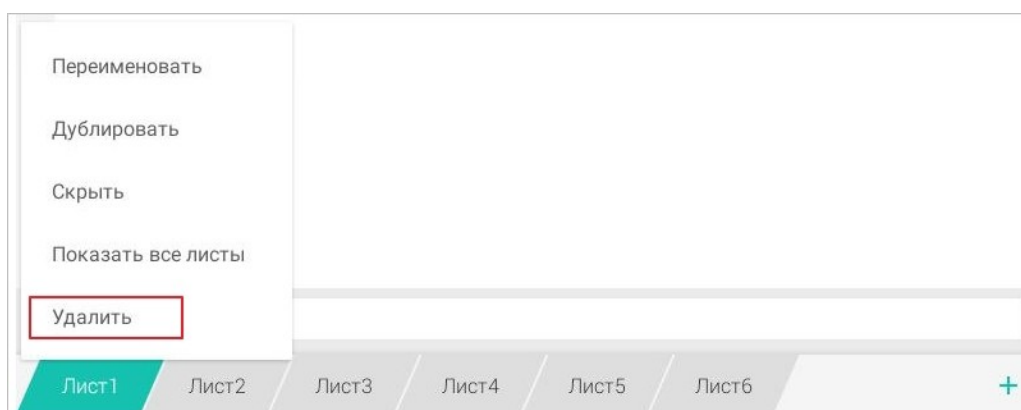 Переименовать
Дублировать
Скрыть
Показать все листы
Удалить
Лист1 Лист2 Лист3 Лист4 Лист5 Лист6 +